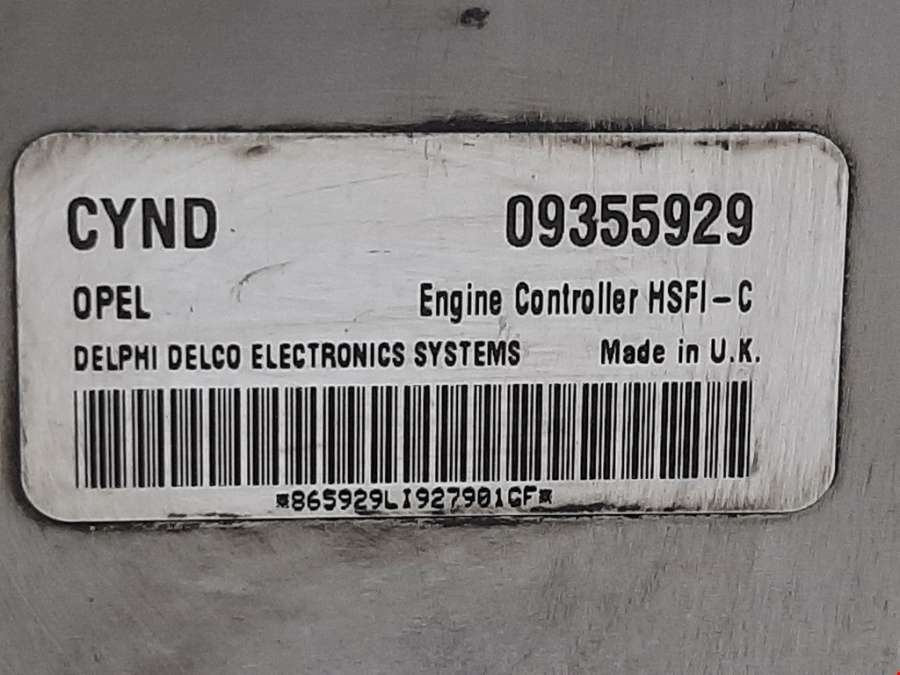 CYND 09355929
OPEL Engine Controller HSFI-C
DELPHI DELCO ELECTRONICS SYSTEMS Made in U.K.
*865929LI927901GF*